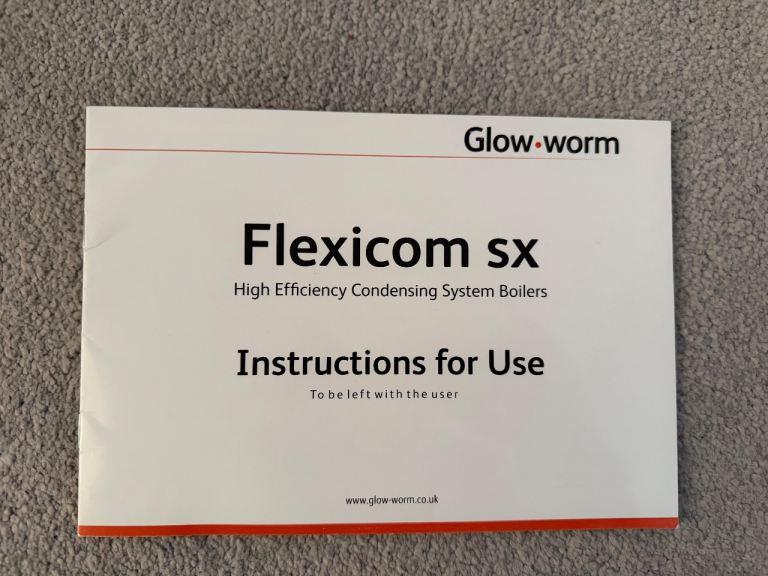 Glow·worm
Flexicom sx
High Efficiency Condensing System Boilers
Instructions for Use
To be left with the user
www.glow-worm.co.uk